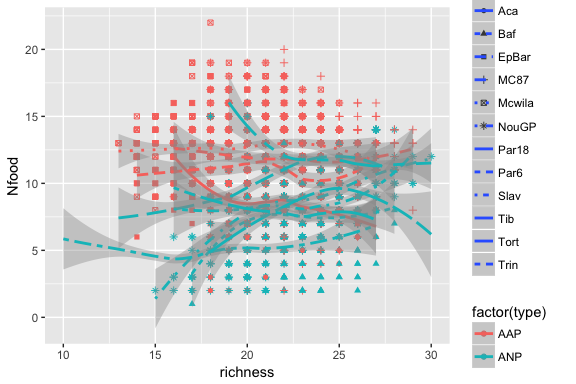 Nfood
20
15
10
5
0
10
15
20
25
30
richness
Aca
Baf
EpBar
MC87
Mcwila
NouGP
Par18
Par6
Slav
Tib
Tort
Trin
factor(type)
AAP
ANP